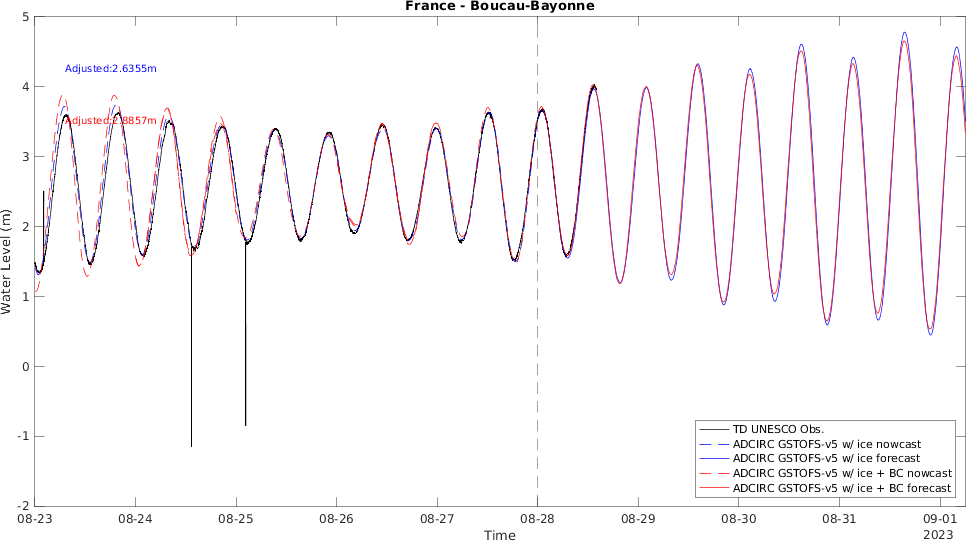 France - Boucau-Bayonne
5
4
3
2
1
0
-1
-2
Water Level (m)
Adjusted:2.6355m
Adjusted:2.8857m
TD UNESCO Obs.
ADCIRC GSTOFS-v5 w/ ice nowcast
ADCIRC GSTOFS-v5 w/ ice forecast
ADCIRC GSTOFS-v5 w/ ice + BC nowcast
ADCIRC GSTOFS-v5 w/ ice + BC forecast
08-23 08-24 08-25 08-26 08-27 08-28 08-29 08-30 08-31 09-01
2023
Time